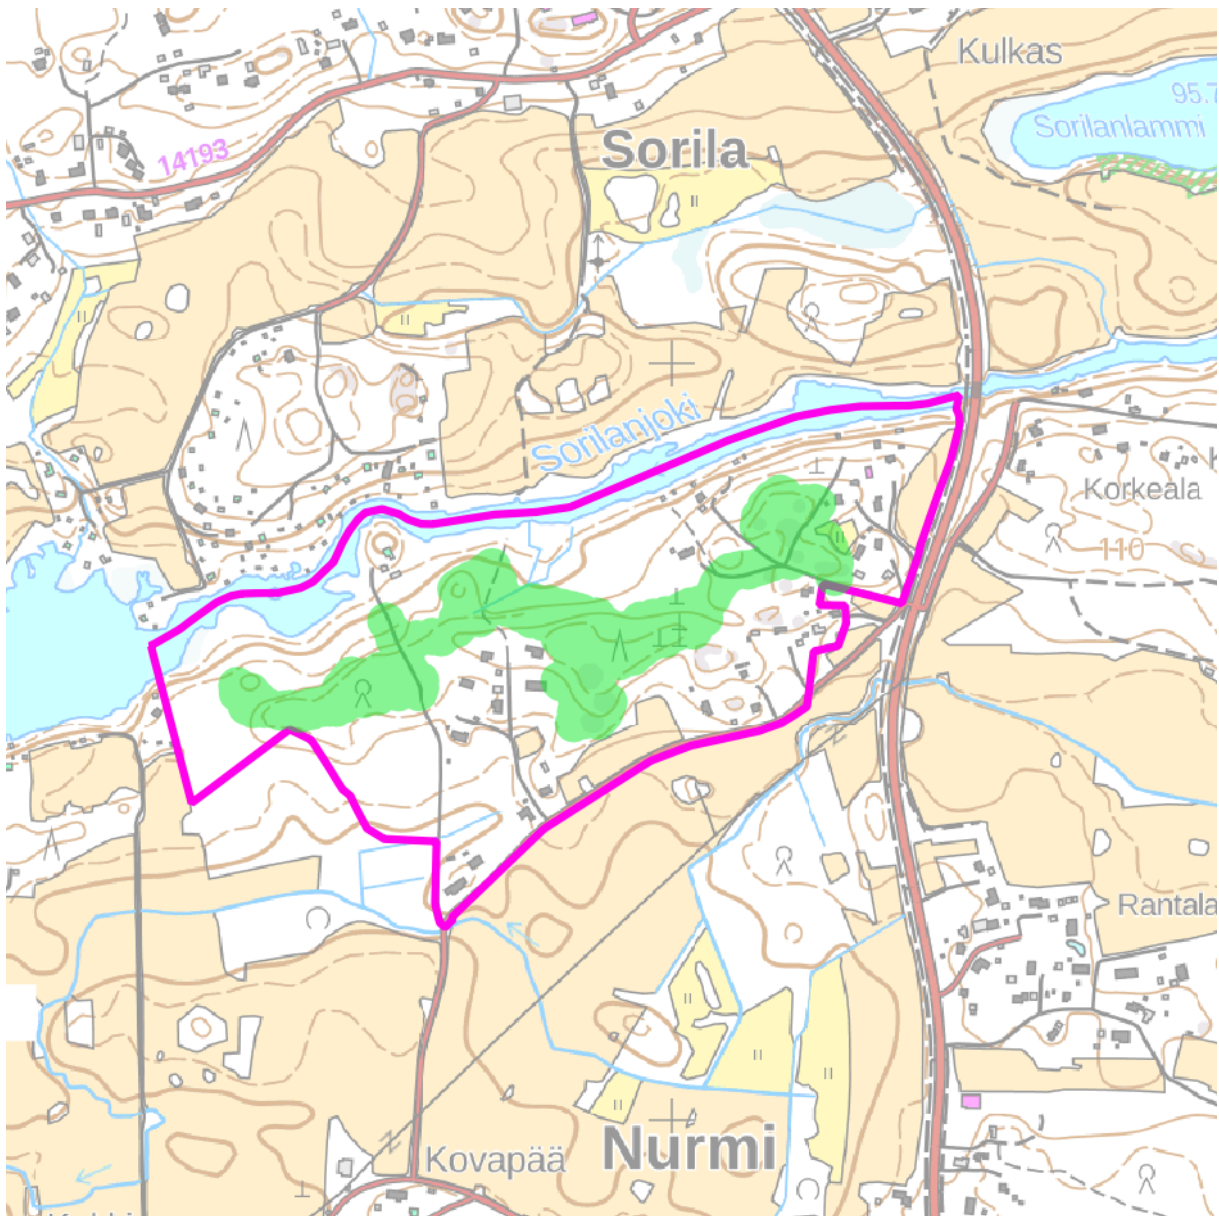 Kulkas
95.7
Sorilanlammi
Sorila
14193
Sorilanjoki
Korkeala
110
Rantala
Nurmi
Kovapää